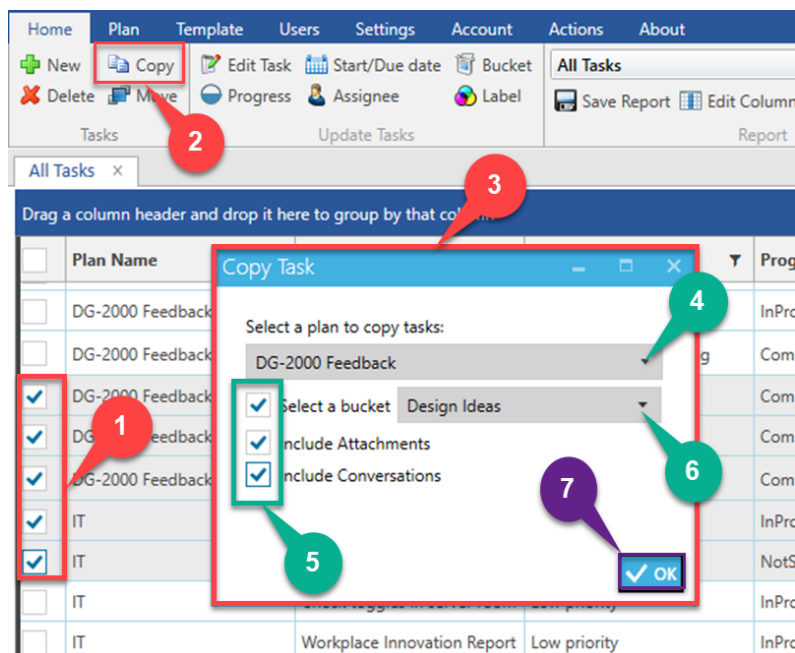 Home Plan Template Users Settings Account Actions About
New Copy Edit Task Start/Due date Bucket All Tasks
Delete Move Progress Assignee Label Save Report Edit Column
Tasks Update Tasks Report
2
All Tasks ×
3
Drag a column header and drop it here to group by that
Plan Name Copy Task Prog
4
DG-2000 Feedback Select a plan to copy tasks: InPro
DG-2000 Feedback DG-2000 Feedback g Com
DG-2000 Feedback Select a bucket Design Ideas Com
1
DG-2000 Feedback Include Attachments Com
6
DG-2000 Feedback Include Conversations Com
7
IT InPro
5
IT OK NotS
IT Low priority InPro
IT Workplace Innovation Report Low priority InPro